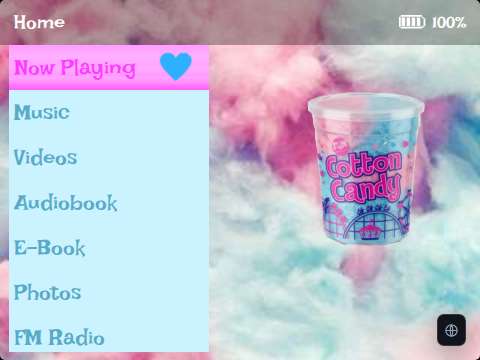 Home
100%
Now Playing
Music
Videos
Audiobook
E-Book
Photos
FM Radio
Cotton
Candy